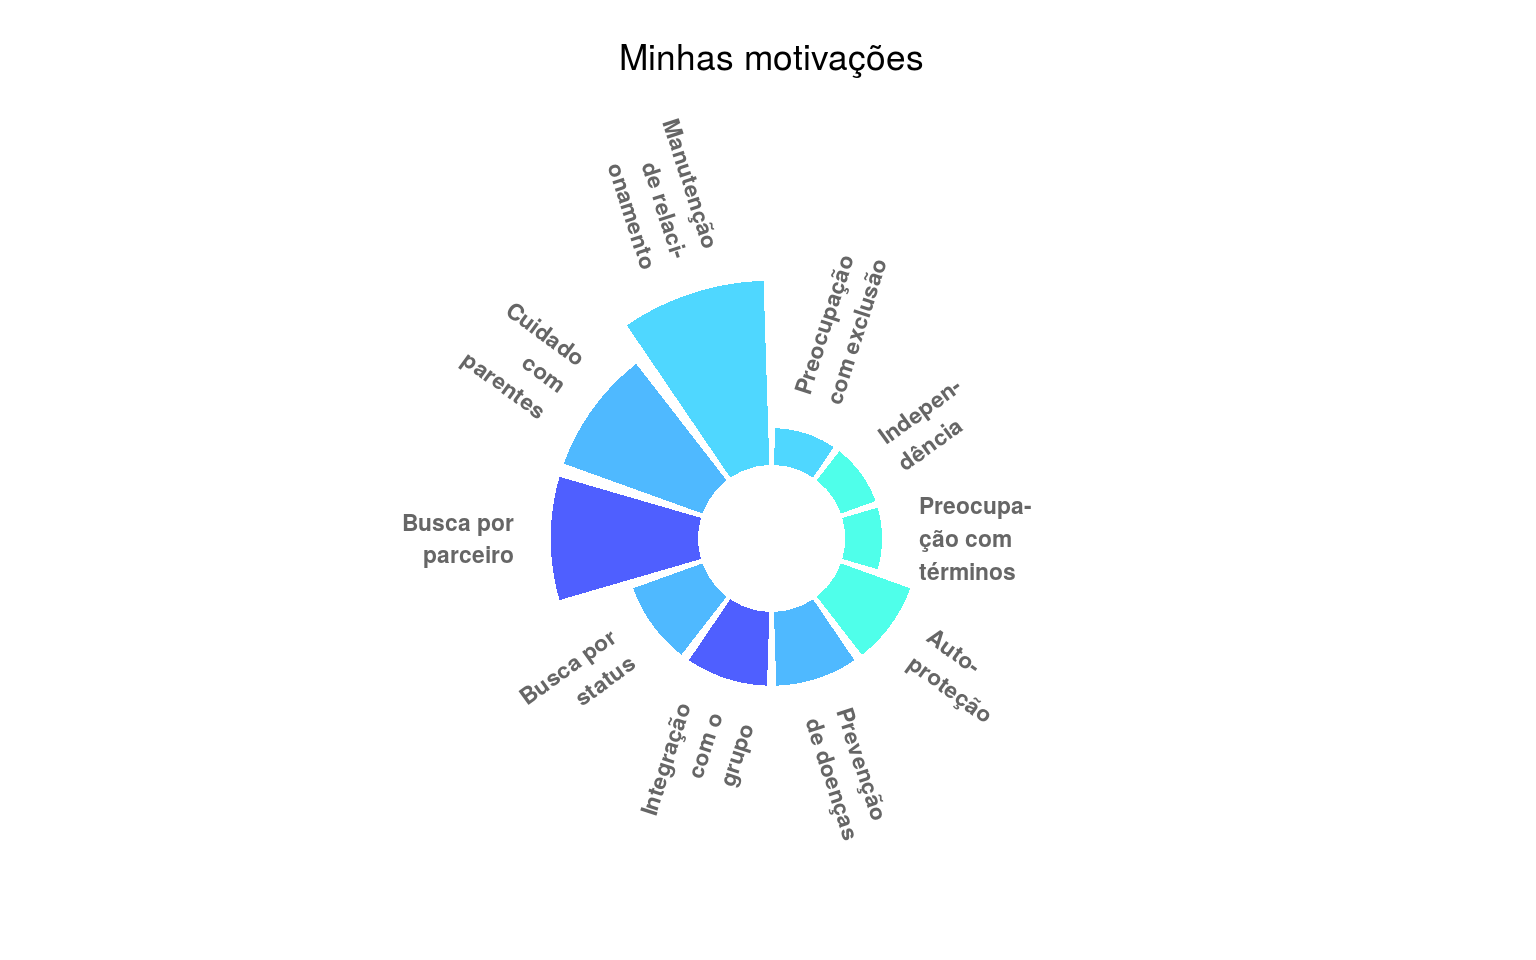 Minhas motivações
Manutenção
de relaci-
onamento
Preocupação
com exclusão
Cuidado
com
parentes
Indepen-
dência
Busca por
parceiro
Preocupa-
ção com
términos
Busca por
status
Auto-
proteção
Integração
com o
grupo
Prevenção
de doenças